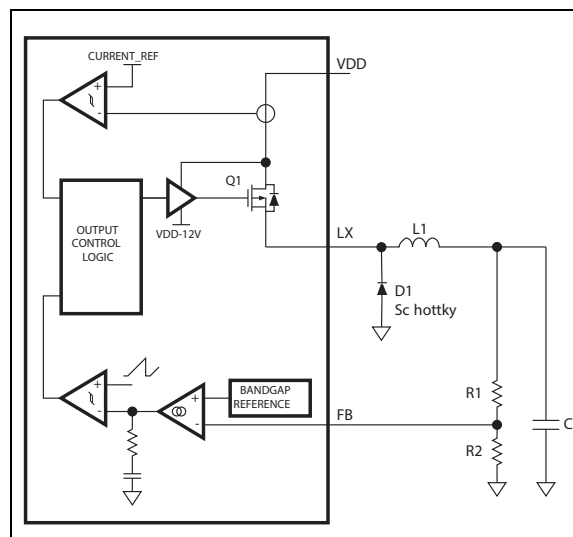 CURRENT_REF
VDD
+
-
Q1
OUTPUT
CONTROL
LOGIC
VDD-12V
LX
L1
D1
Sc hottky
+
-
BANDGAP
REFERENCE
+
-
FB
R1
R2
C